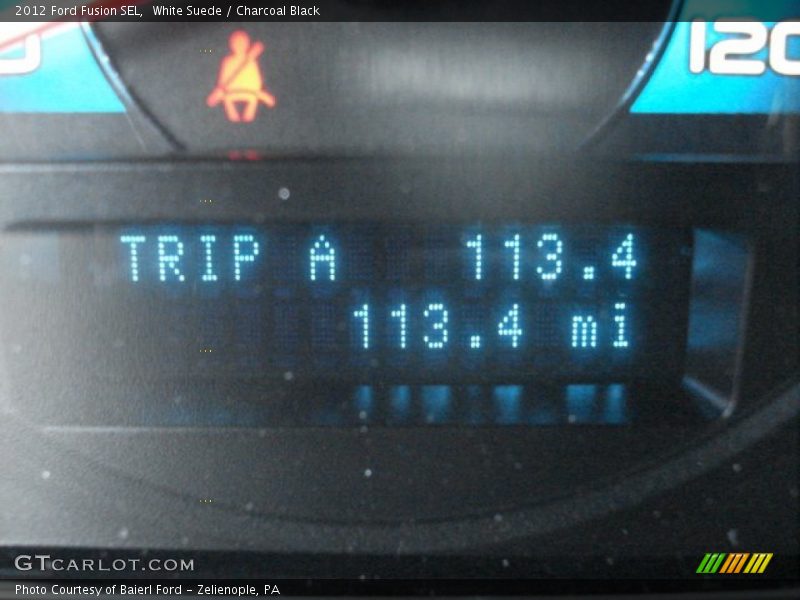 2012 Ford Fusion SEL, White Suede / Charcoal Black
120
TRIP A 113.4
113.4 mi
GTCARLOT.COM
Photo Courtesy of Baierl Ford - Zelienople, PA